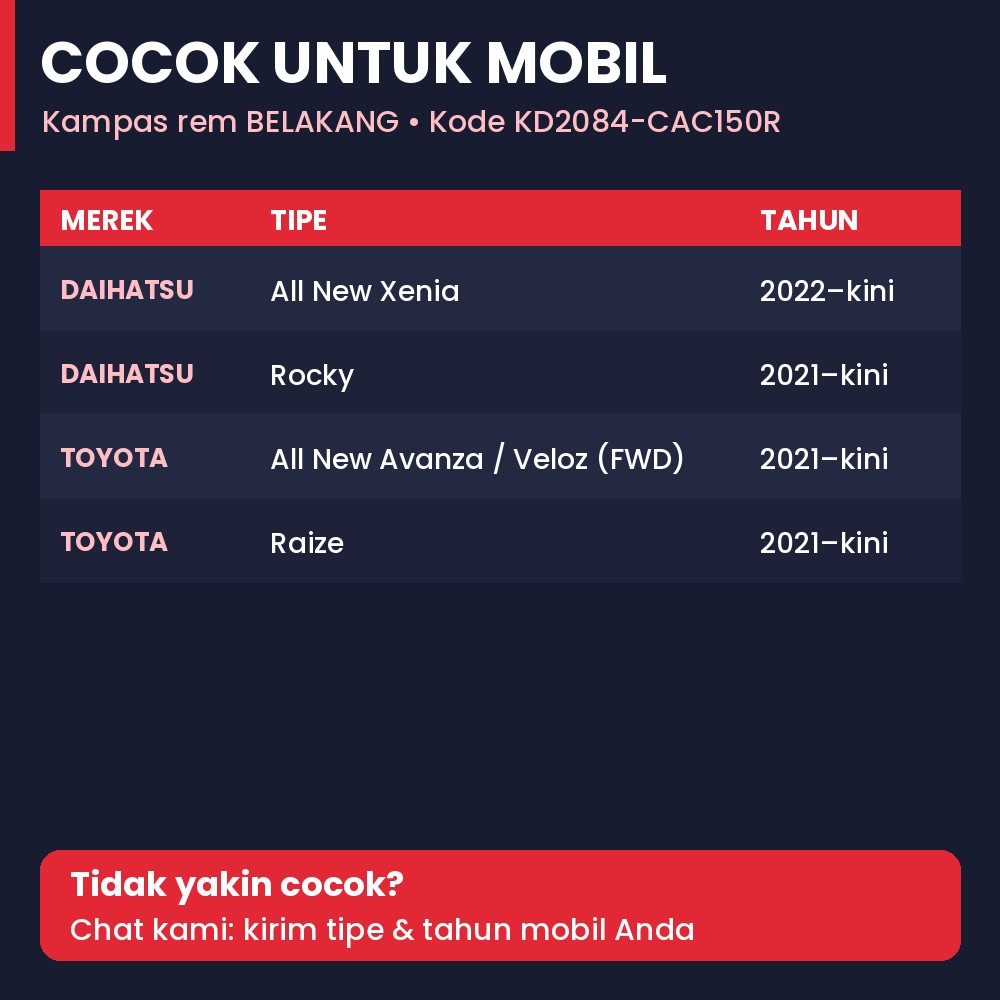 COCOK UNTUK MOBIL
Kampas rem BELAKANG • Kode KD2084-CAC150R
MEREK TIPE TAHUN
DAIHATSU All New Xenia 2022–kini
DAIHATSU Rocky 2021–kini
TOYOTA All New Avanza / Veloz (FWD) 2021–kini
TOYOTA Raize 2021–kini
Tidak yakin cocok?
Chat kami: kirim tipe & tahun mobil Anda